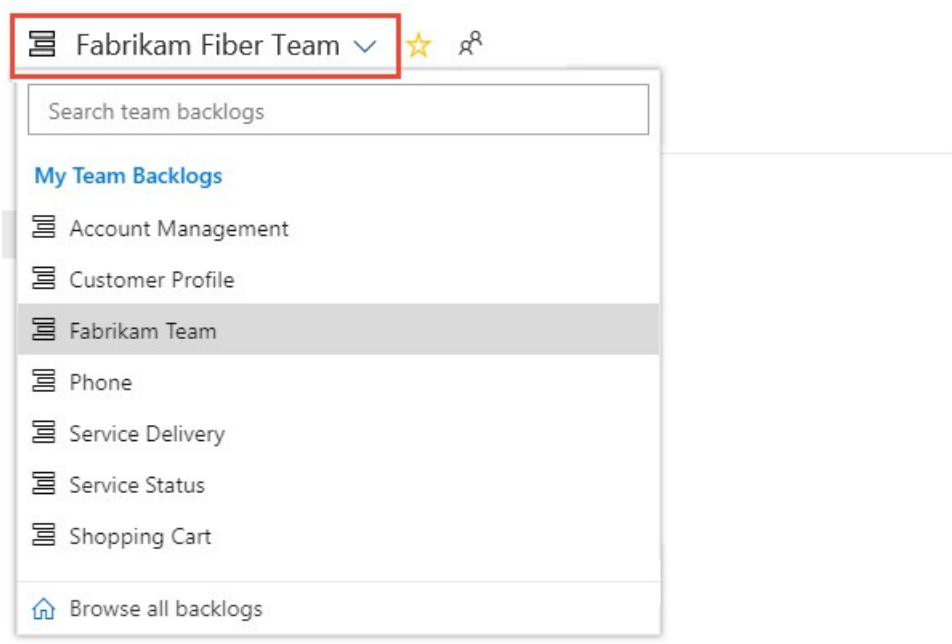 Fabrikam Fiber Team
Search team backlogs
My Team Backlogs
Account Management
Customer Profile
Fabrikam Team
Phone
Service Delivery
Service Status
Shopping Cart
Browse all backlogs